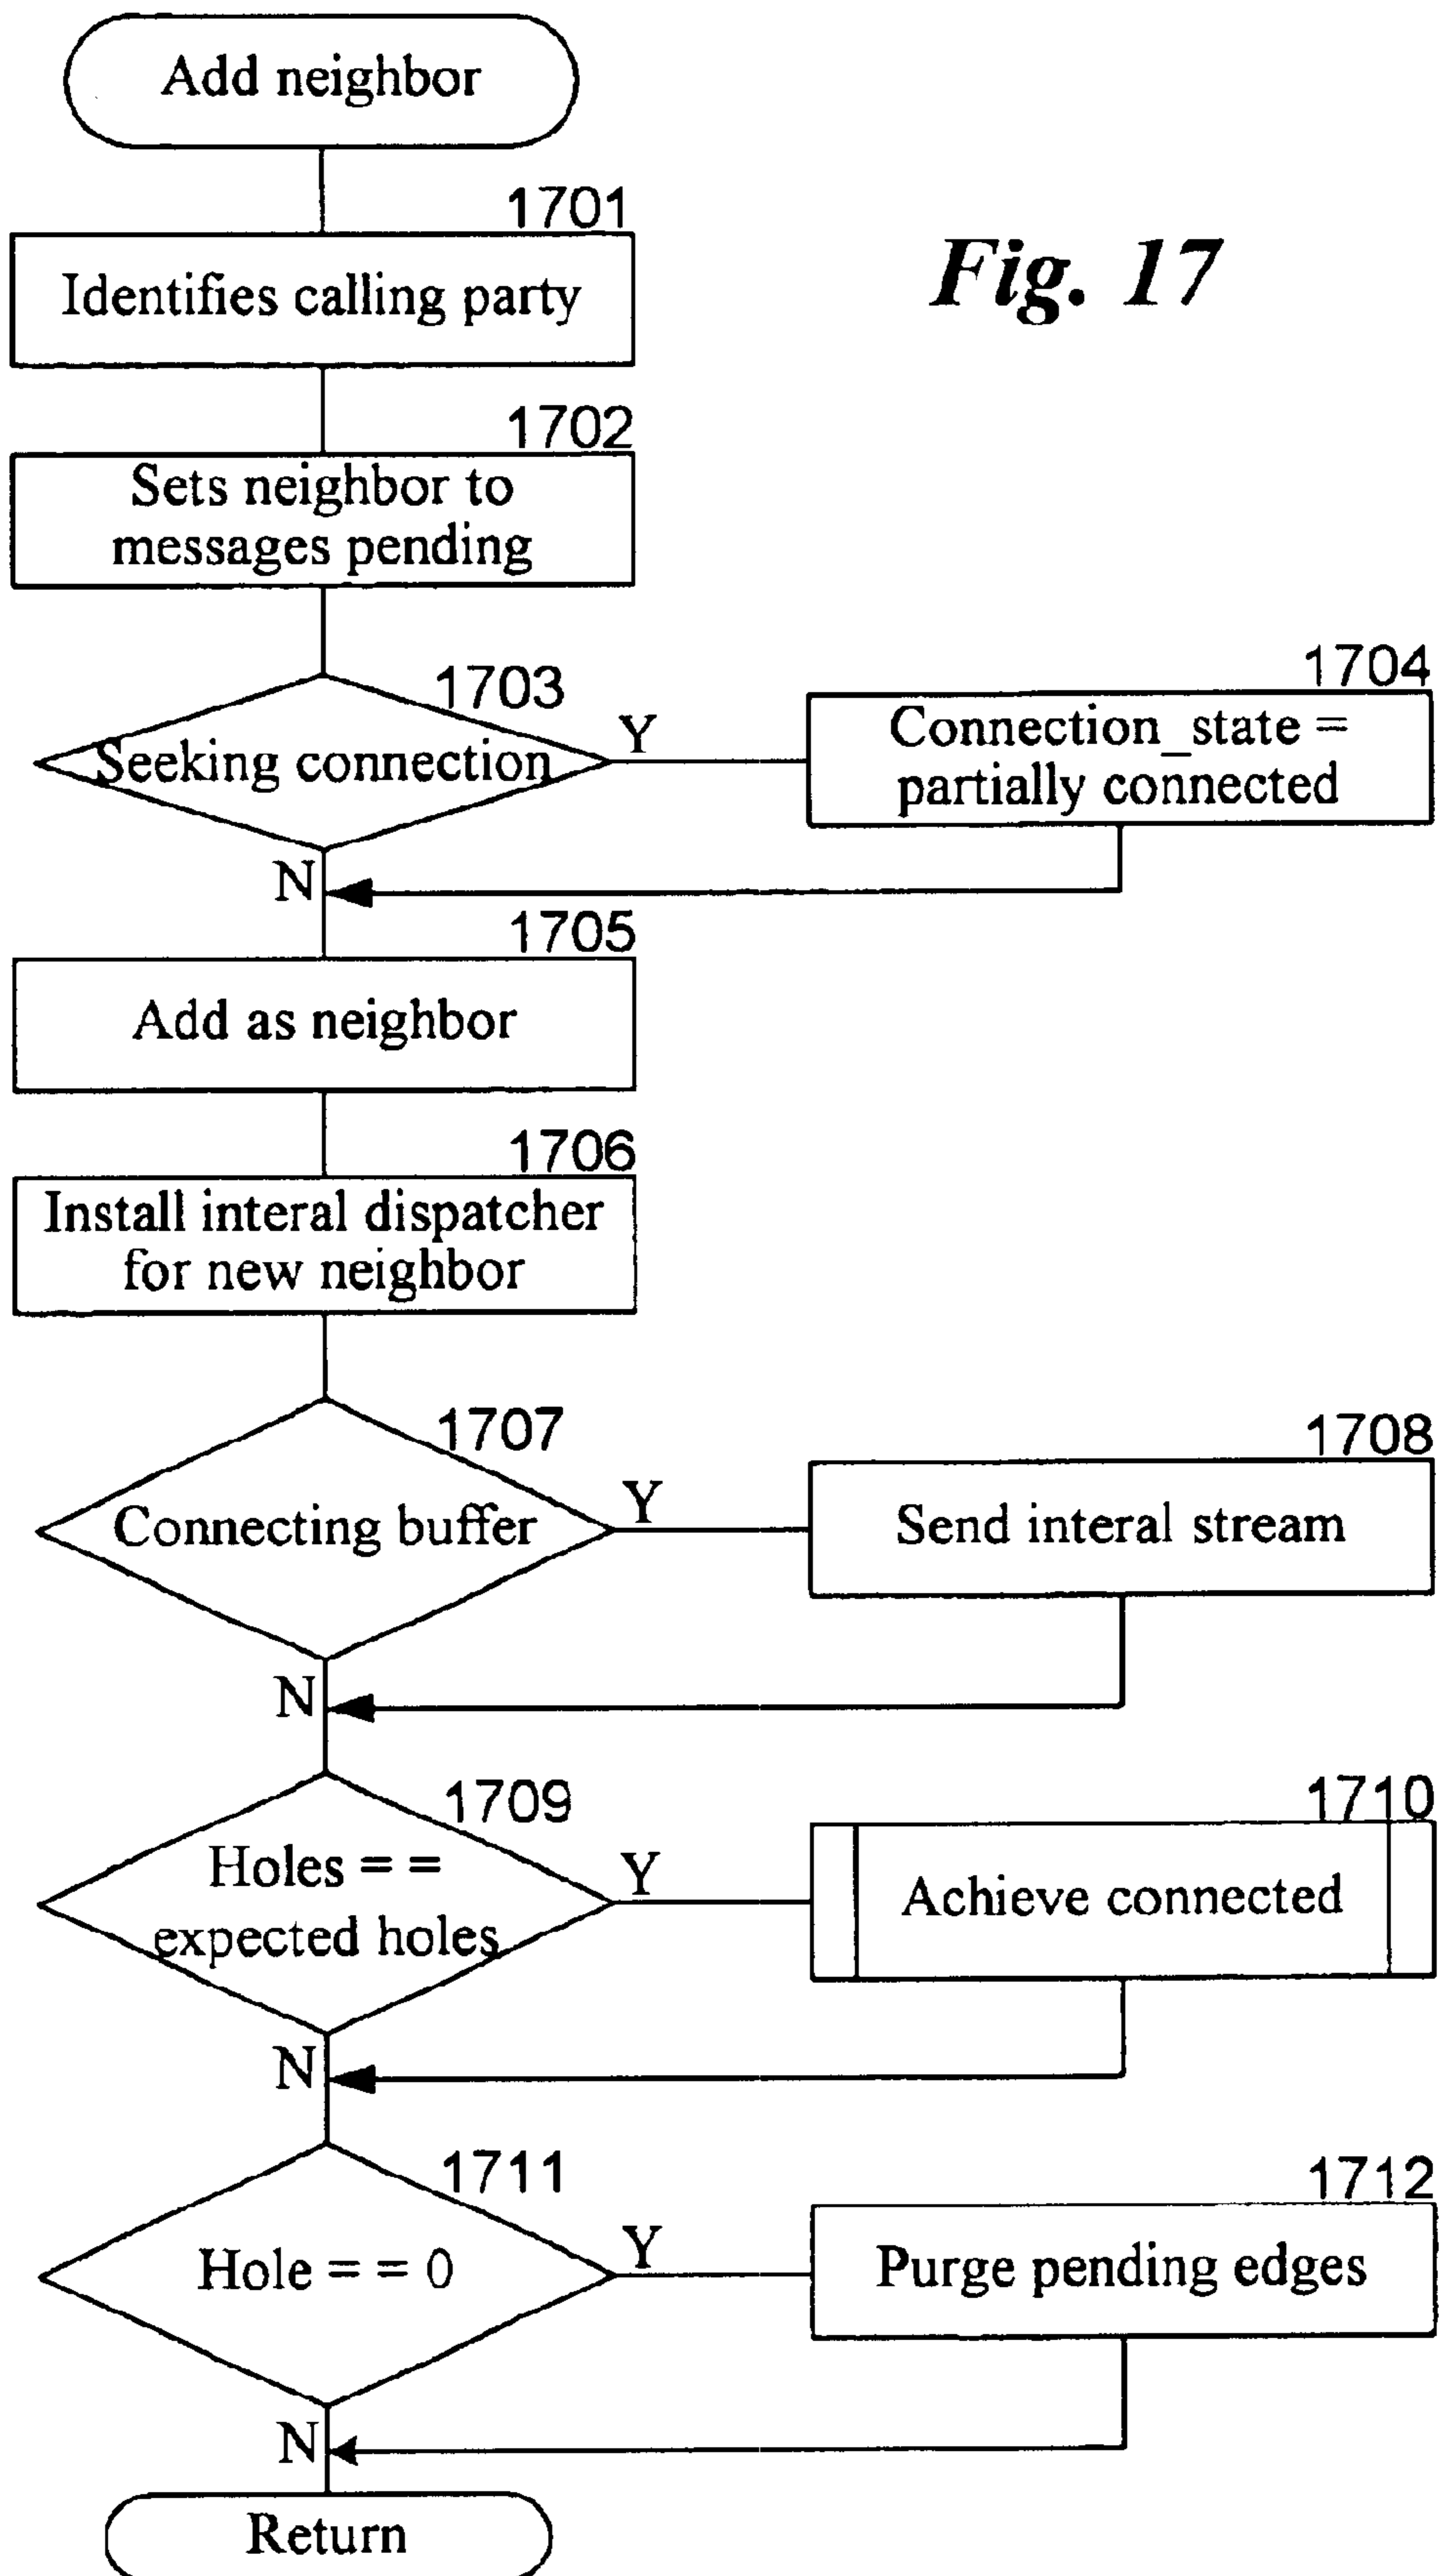 Add neighbor
Fig. 17
1701
Identifies calling party
1702
Sets neighbor to
messages pending
1703
Seeking connection
Y
1704
Connection_state =
partially connected
N
1705
Add as neighbor
1706
Install interal dispatcher
for new neighbor
1707
Connecting buffer
Y
1708
Send interal stream
N
1709
Holes = =
expected holes
Y
1710
Achieve connected
N
1711
Hole = = 0
Y
1712
Purge pending edges
N
Return